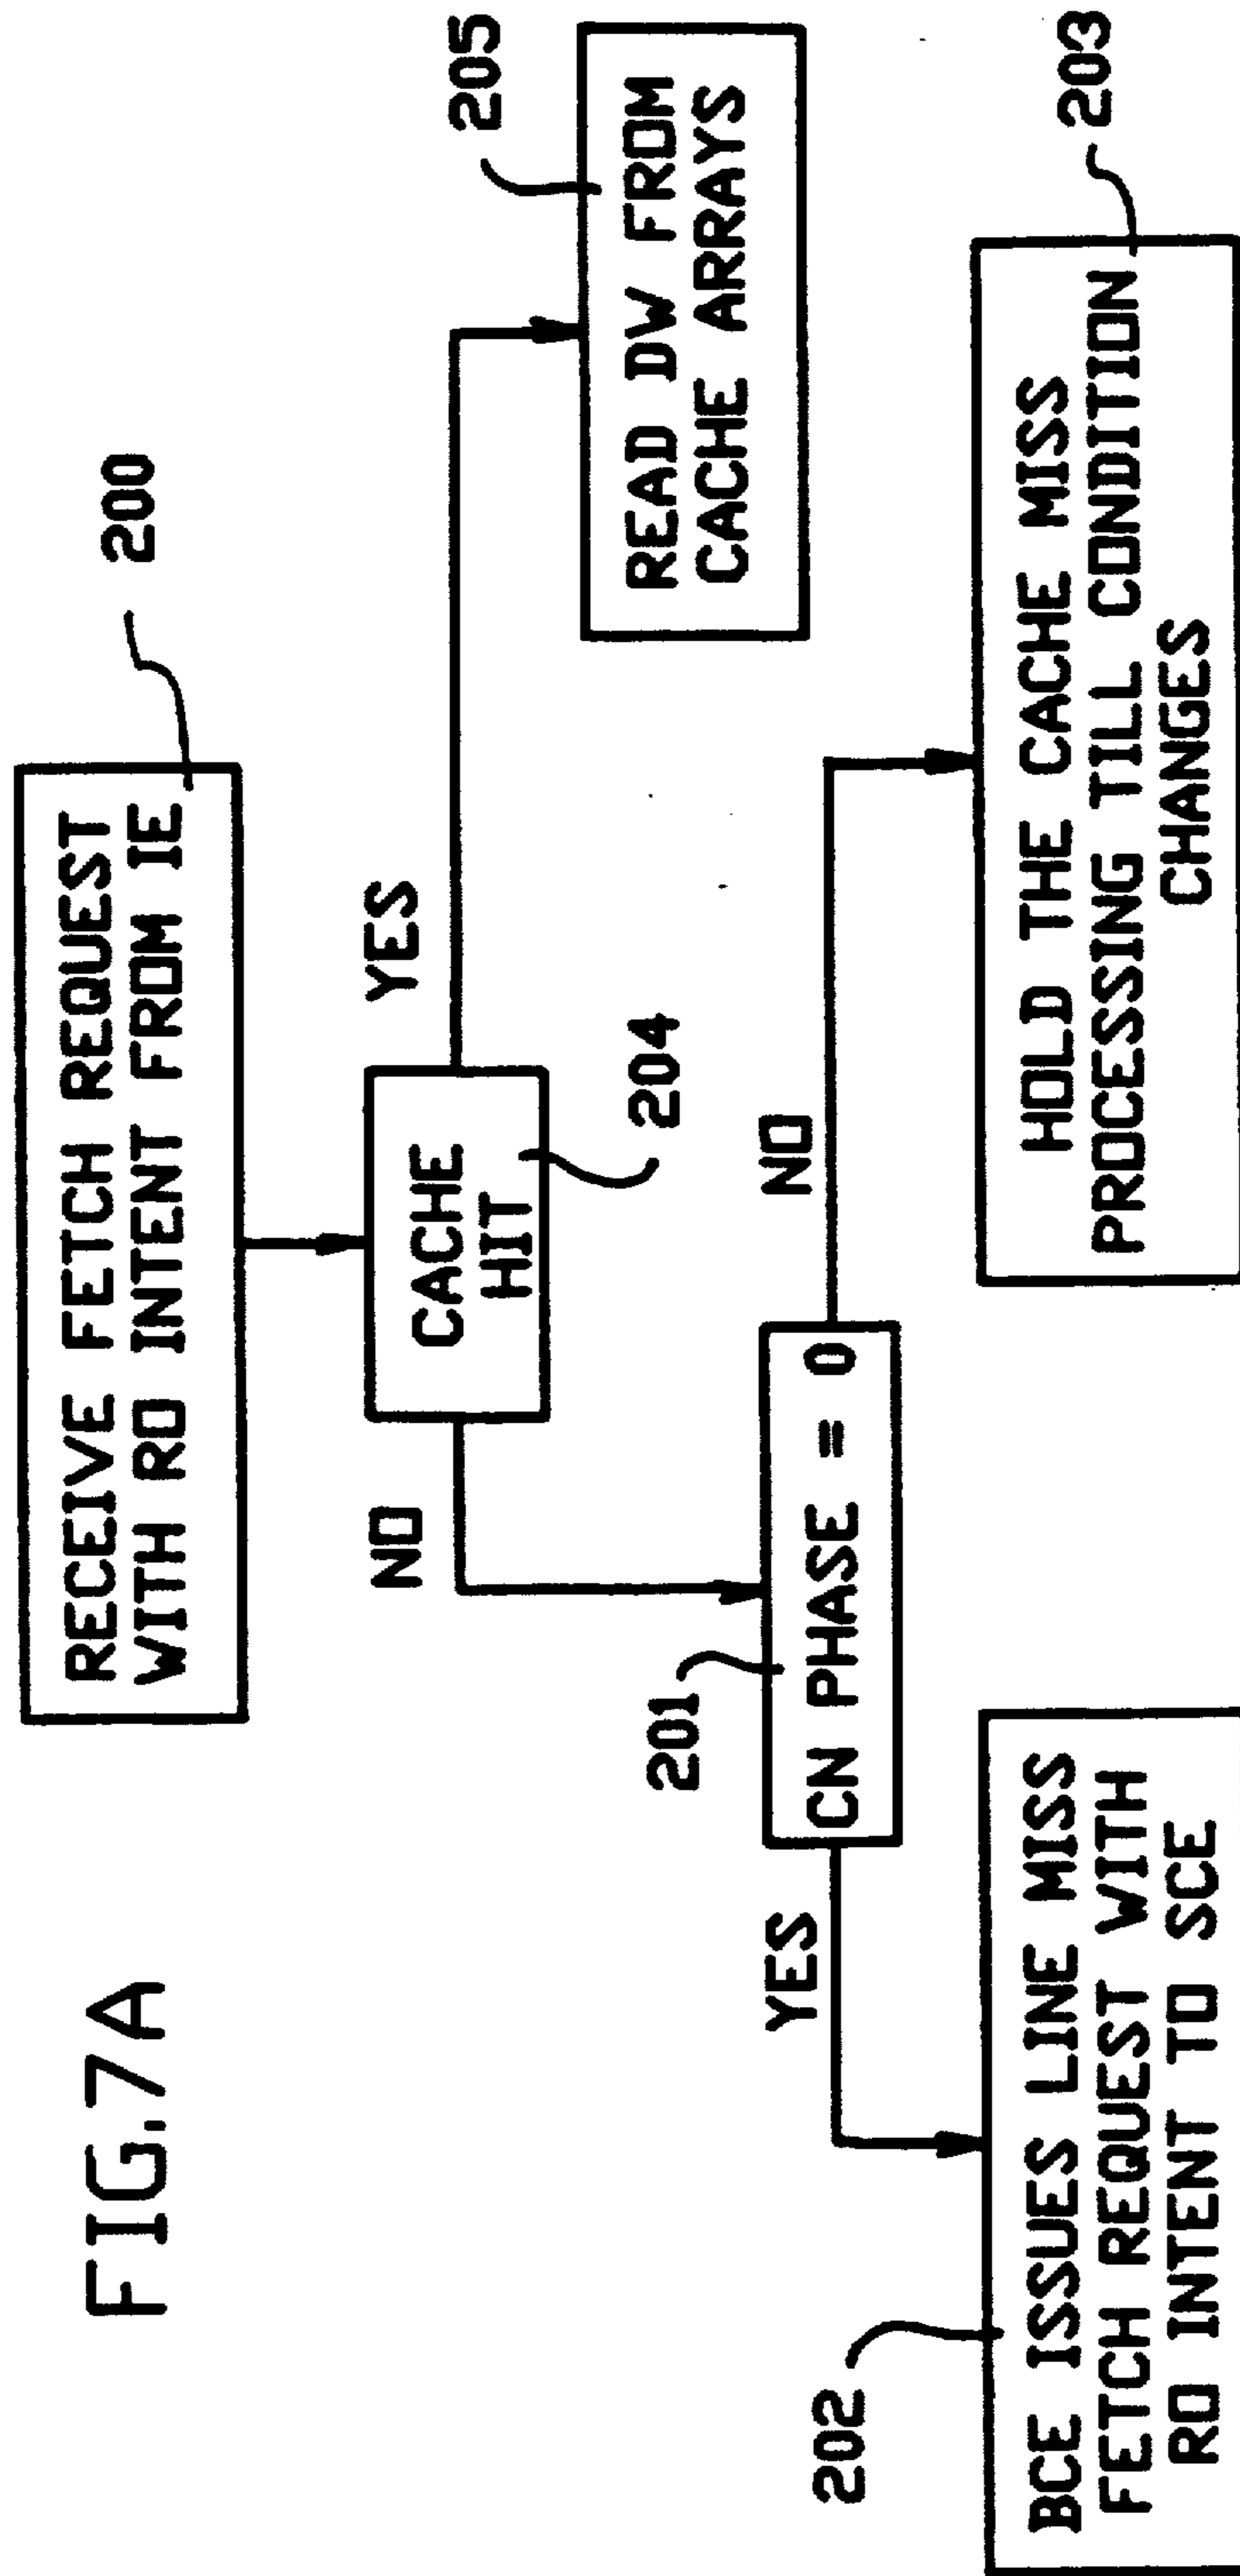 FIG.7A
RECEIVE FETCH REQUEST
WITH RO INTENT FROM IE
200
NO
CACHE
HIT
YES
204
205
READ DW FROM
CACHE ARRAYS
201
CN PHASE = 0
YES
NO
202
BCE ISSUES LINE MISS
FETCH REQUEST WITH
RO INTENT TO SCE
HOLD THE CACHE MISS
PROCESSING TILL CONDITION
CHANGES
203